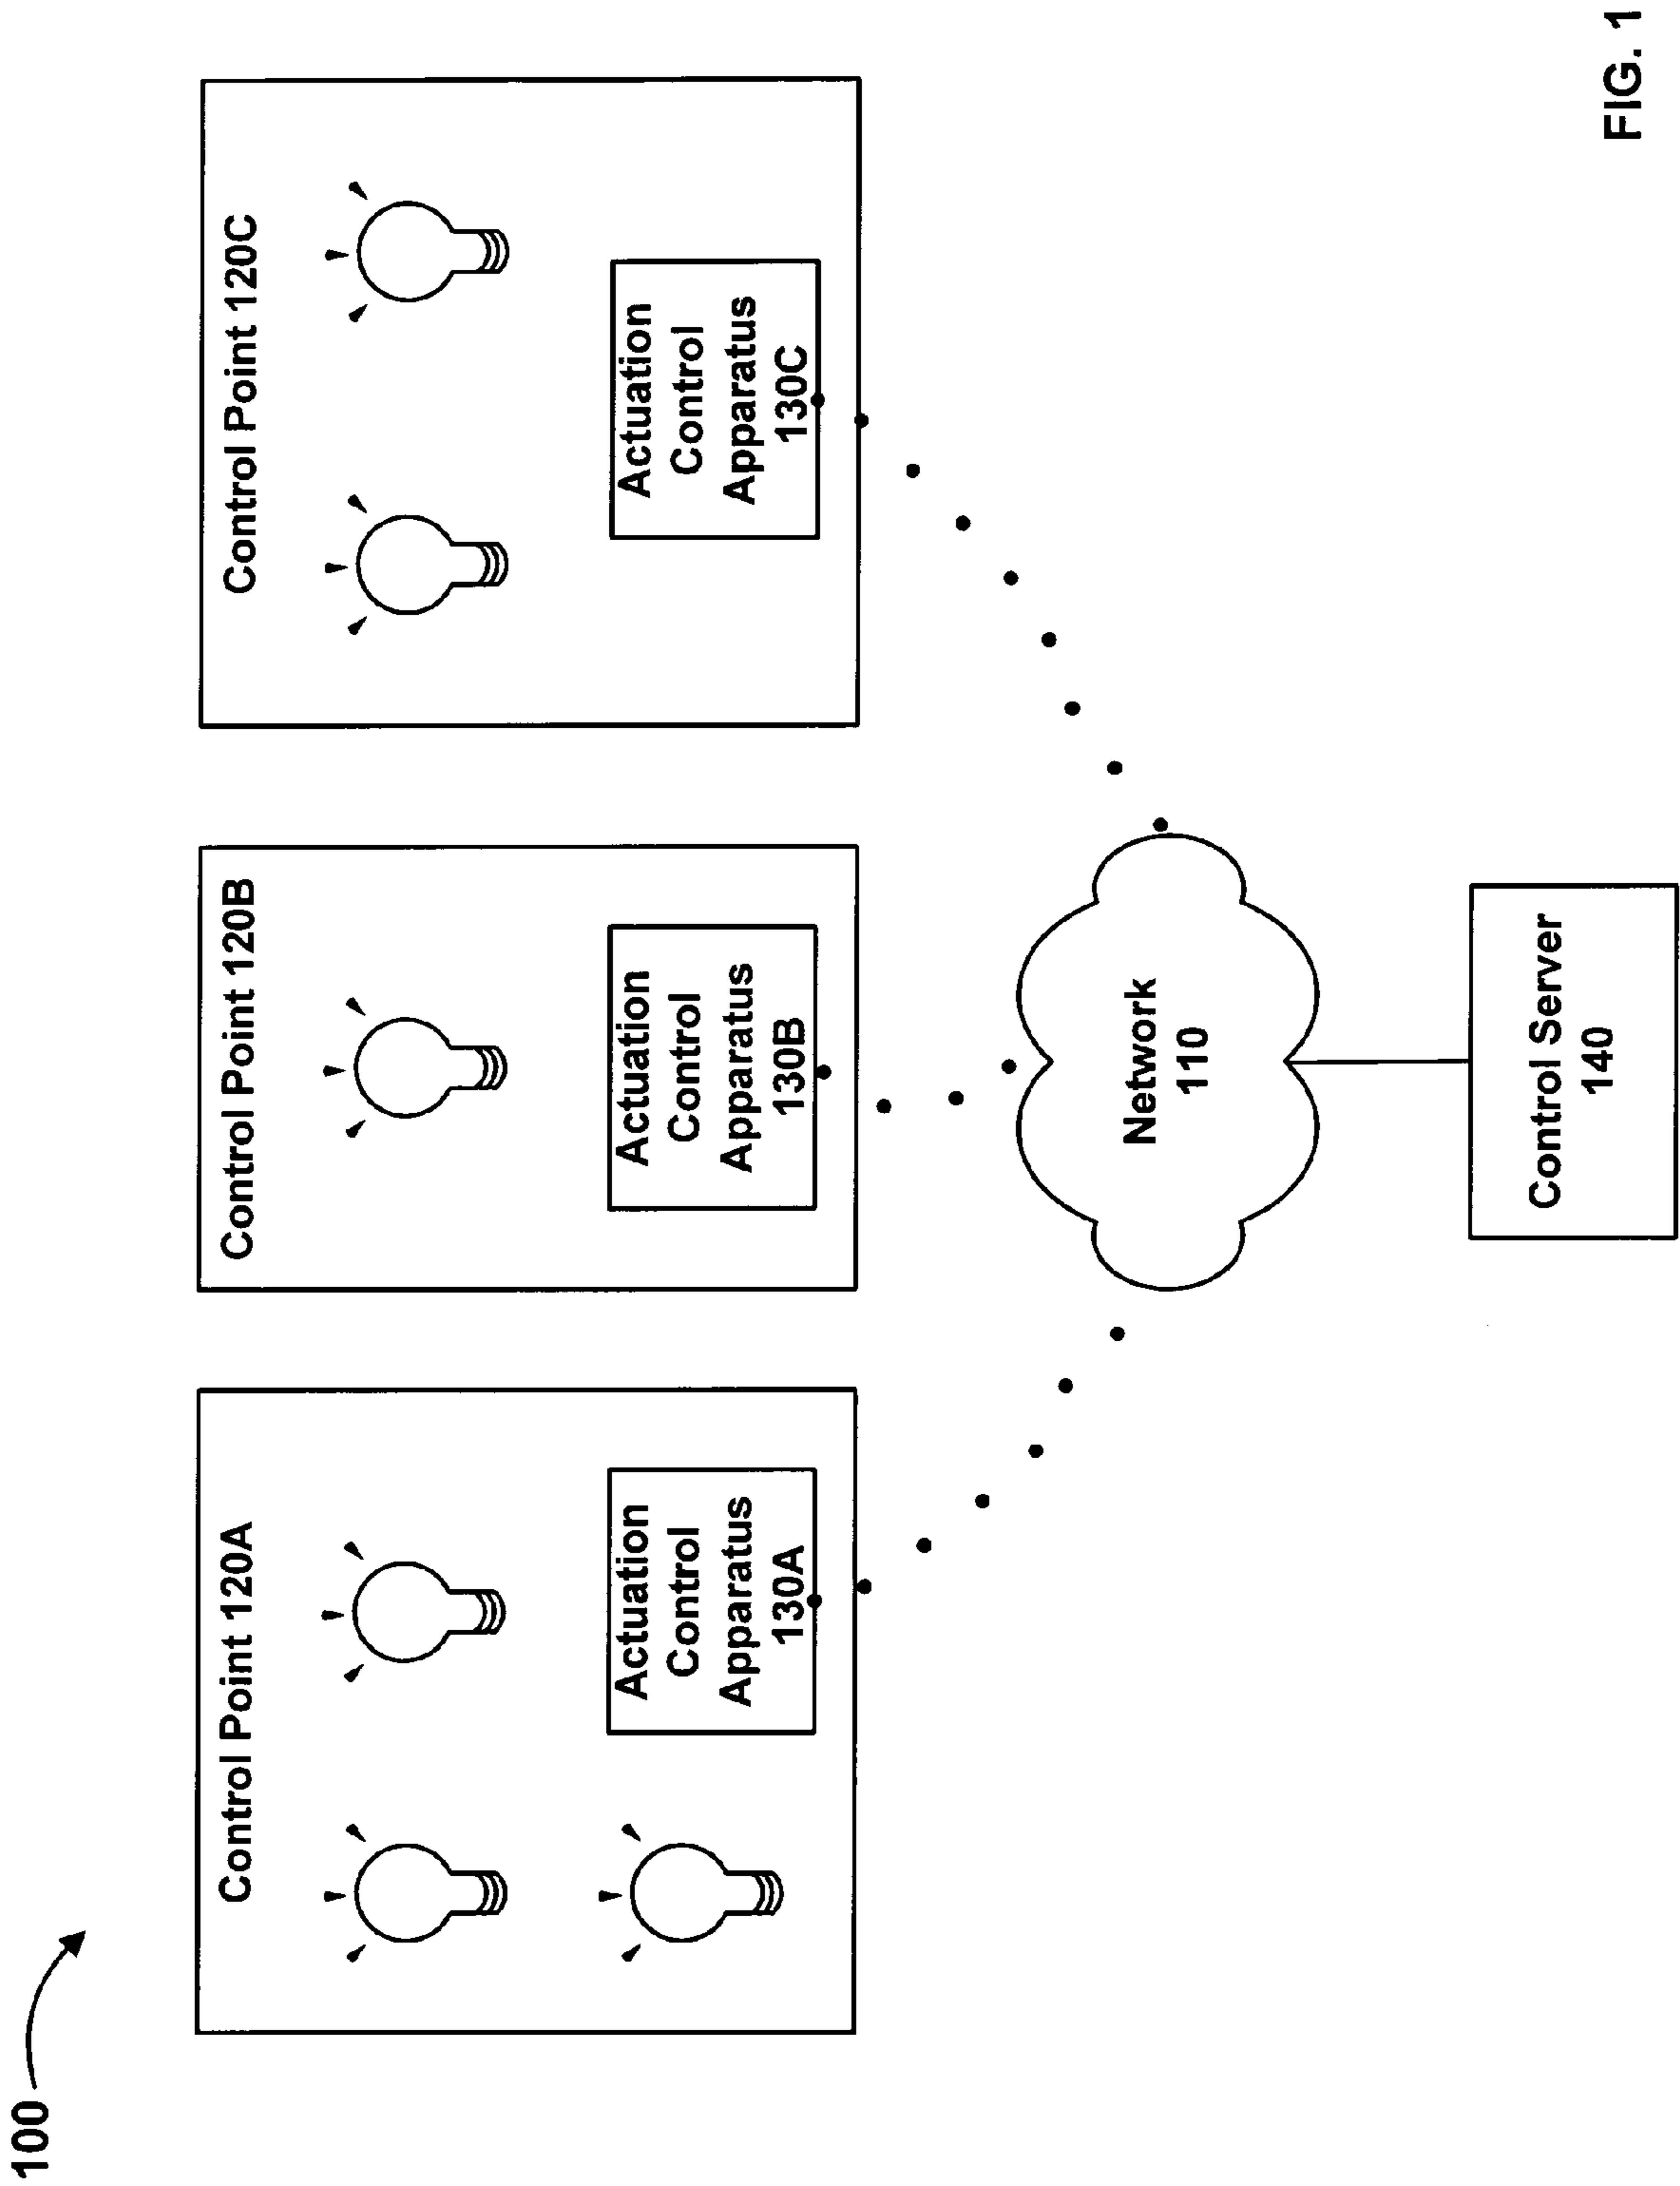 100
Control Point 120A
Actuation
Control
Apparatus
130A
Control Point 120B
Actuation
Control
Apparatus
130B
Control Point 120C
Actuation
Control
Apparatus
130C
Network
110
Control Server
140
FIG. 1